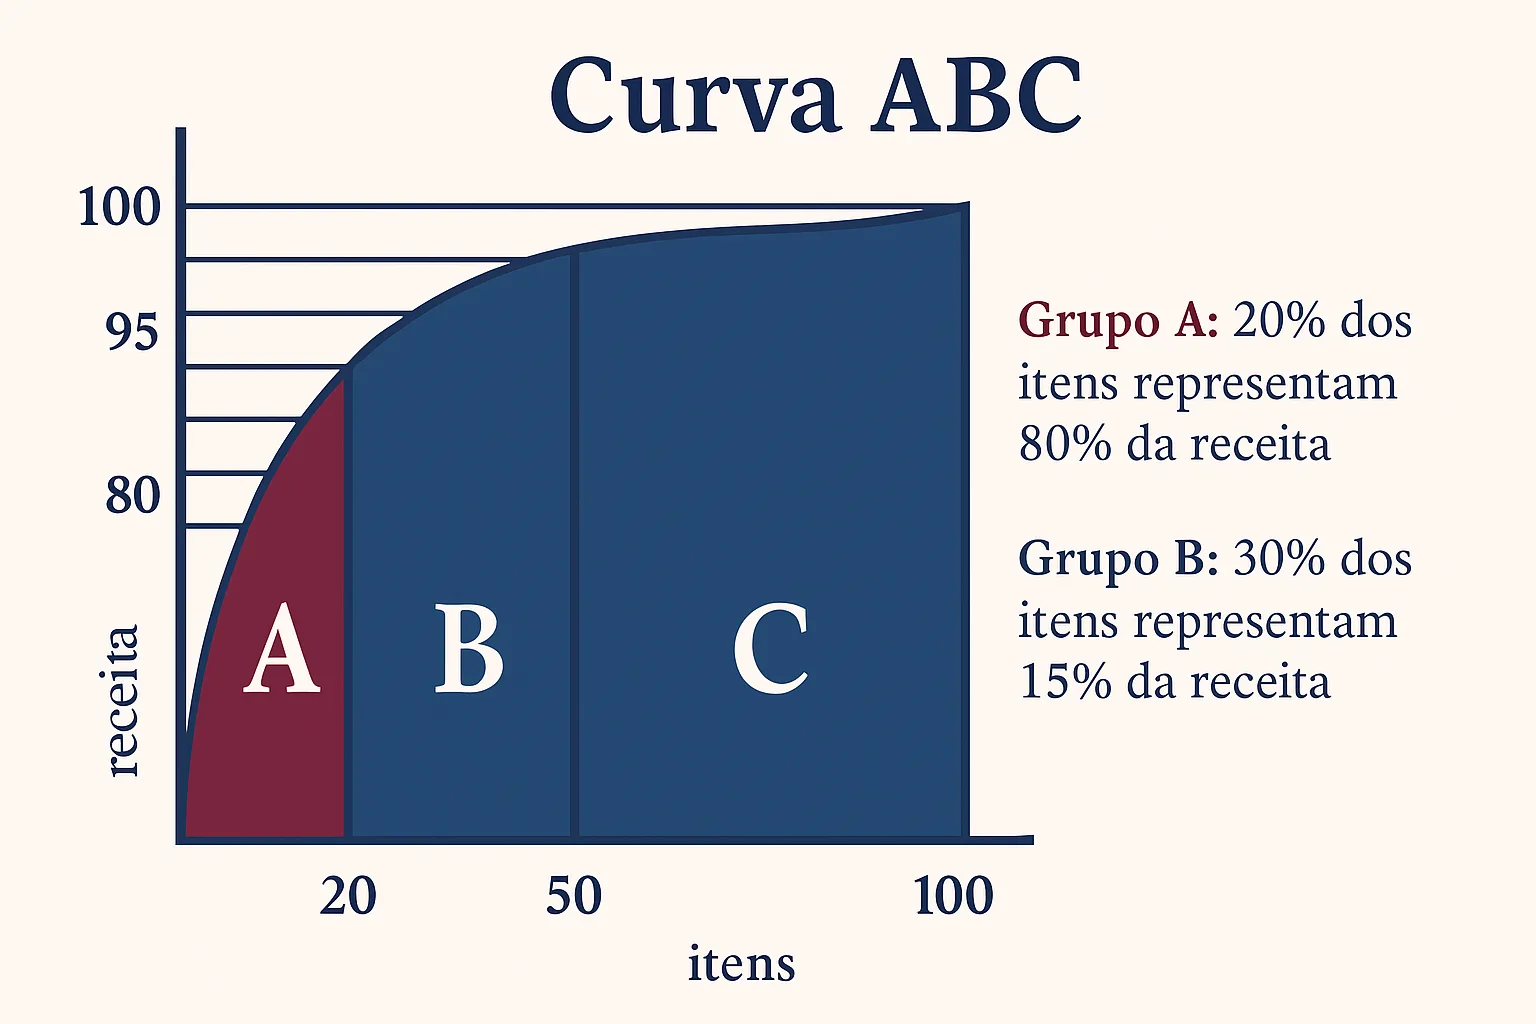 Curva ABC
100
95
80
receita
A
B
C
20
50
100
itens
Grupo A: 20% dos
itens representam
80% da receita
Grupo B: 30% dos
itens representam
15% da receita